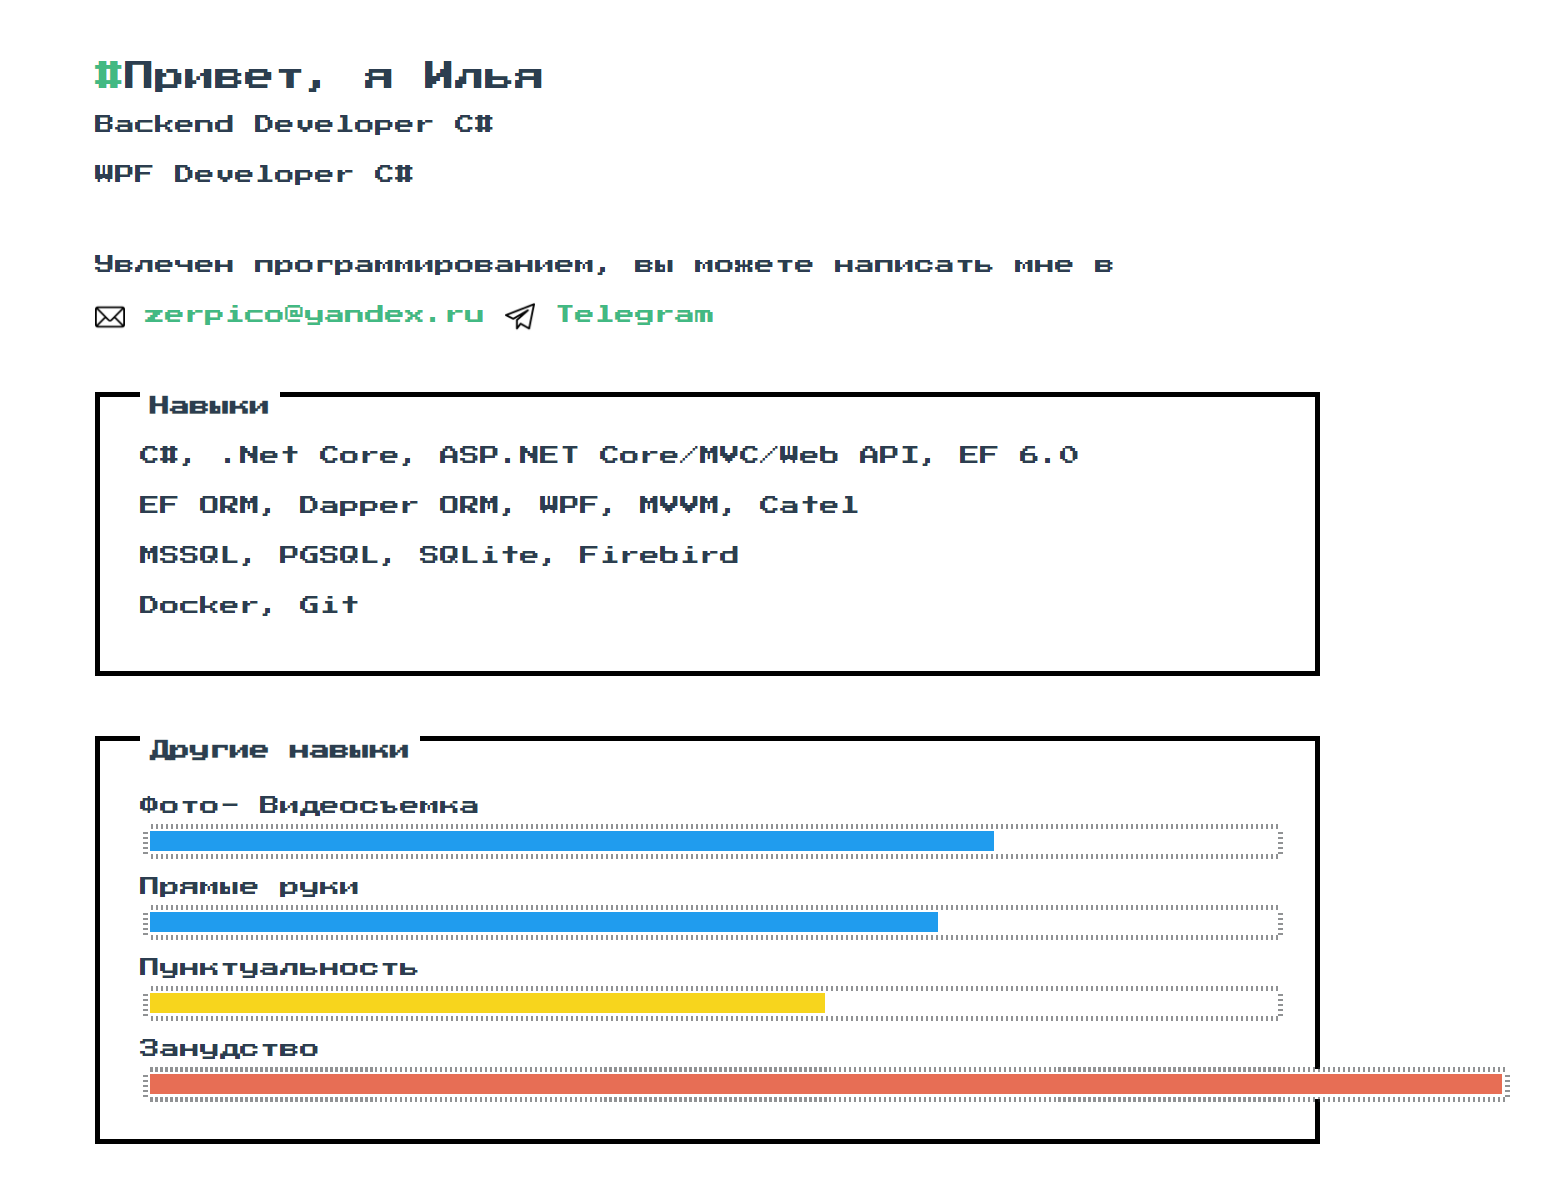 #Привет, я Илья
Backend Developer C#
WPF Developer C#
Увлечен программированием, вы можете написать мне в
zerpico@yandex.ru Telegram
Навыки
C#, .Net Core, ASP.NET Core/MVC/Web API, EF 6.0
EF ORM, Dapper ORM, WPF, MVVM, Catel
MSSQL, PGSQL, SQLite, Firebird
Docker, Git
Другие навыки
Фото- Видеосъемка
Прямые руки
Пунктуальность
Занудство